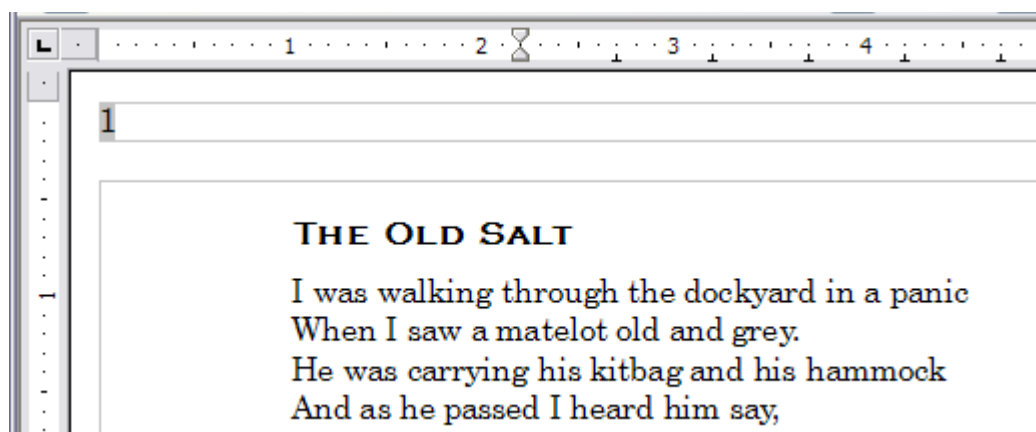 1 2 3 4
1
THE OLD SALT
I was walking through the dockyard in a panic
When I saw a matelot old and grey.
He was carrying his kitbag and his hammock
And as he passed I heard him say,
1